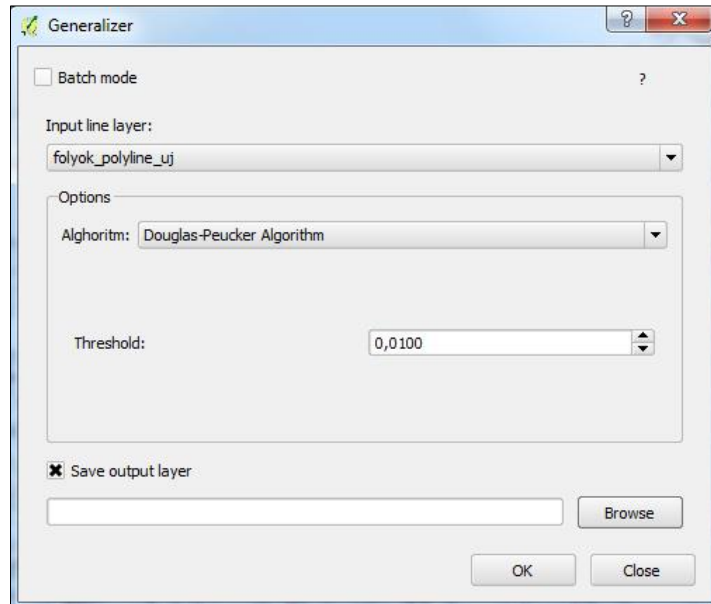 Generalizer
Batch mode
?
Input line layer:
folyok_polyline_uj
Options
Alghoritm: Douglas-Peucker Algorithm
Threshold: 0,0100
Save output layer
Browse
OK Close